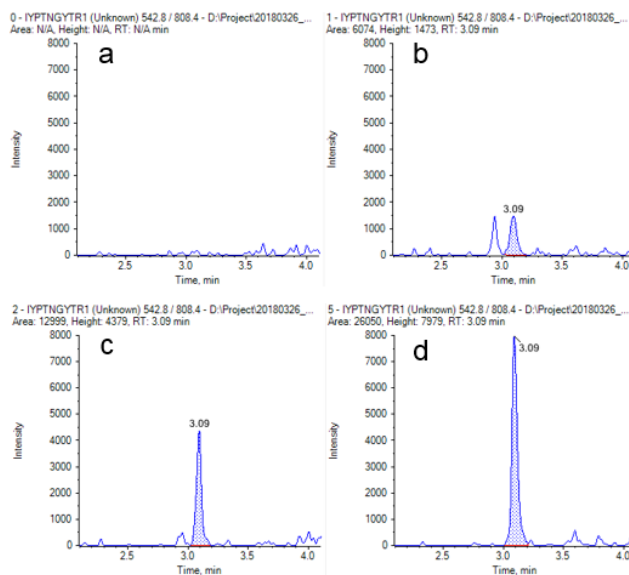 0 - IYPTNGYTR1 (Unknown) 542.8 / 808.4 - D:\Project\20180326_...
Area: N/A, Height: N/A, RT: N/A min
a
8000
7000
6000
5000
4000
3000
2000
1000
0
Intensity
2.5 3.0 3.5 4.0
Time, min
1 - IYPTNGYTR1 (Unknown) 542.8 / 808.4 - D:\Project\20180326_...
Area: 6074, Height: 1473, RT: 3.09 min
b
8000
7000
6000
5000
4000
3000
2000
1000
0
Intensity
3.09
2.5 3.0 3.5 4.0
Time, min
2 - IYPTNGYTR1 (Unknown) 542.8 / 808.4 - D:\Project\20180326_...
Area: 12999, Height: 4379, RT: 3.09 min
c
8000
7000
6000
5000
4000
3000
2000
1000
0
Intensity
3.09
2.5 3.0 3.5 4.0
Time, min
5 - IYPTNGYTR1 (Unknown) 542.8 / 808.4 - D:\Project\20180326_...
Area: 26050, Height: 7979, RT: 3.09 min
d
8000
7000
6000
5000
4000
3000
2000
1000
0
Intensity
3.09
2.5 3.0 3.5 4.0
Time, min